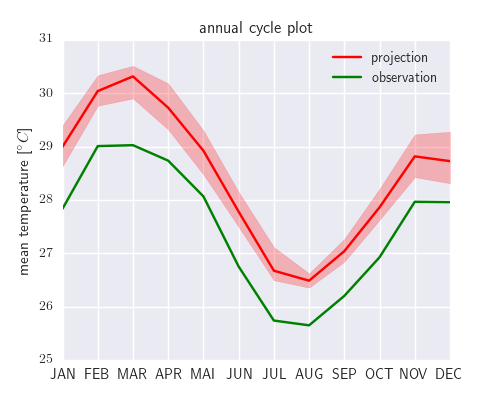 annual cycle plot
31
30
29
28
27
26
25
mean temperature [°C]
projection
observation
JAN FEB MAR APR MAI JUN JUL AUG SEP OCT NOV DEC